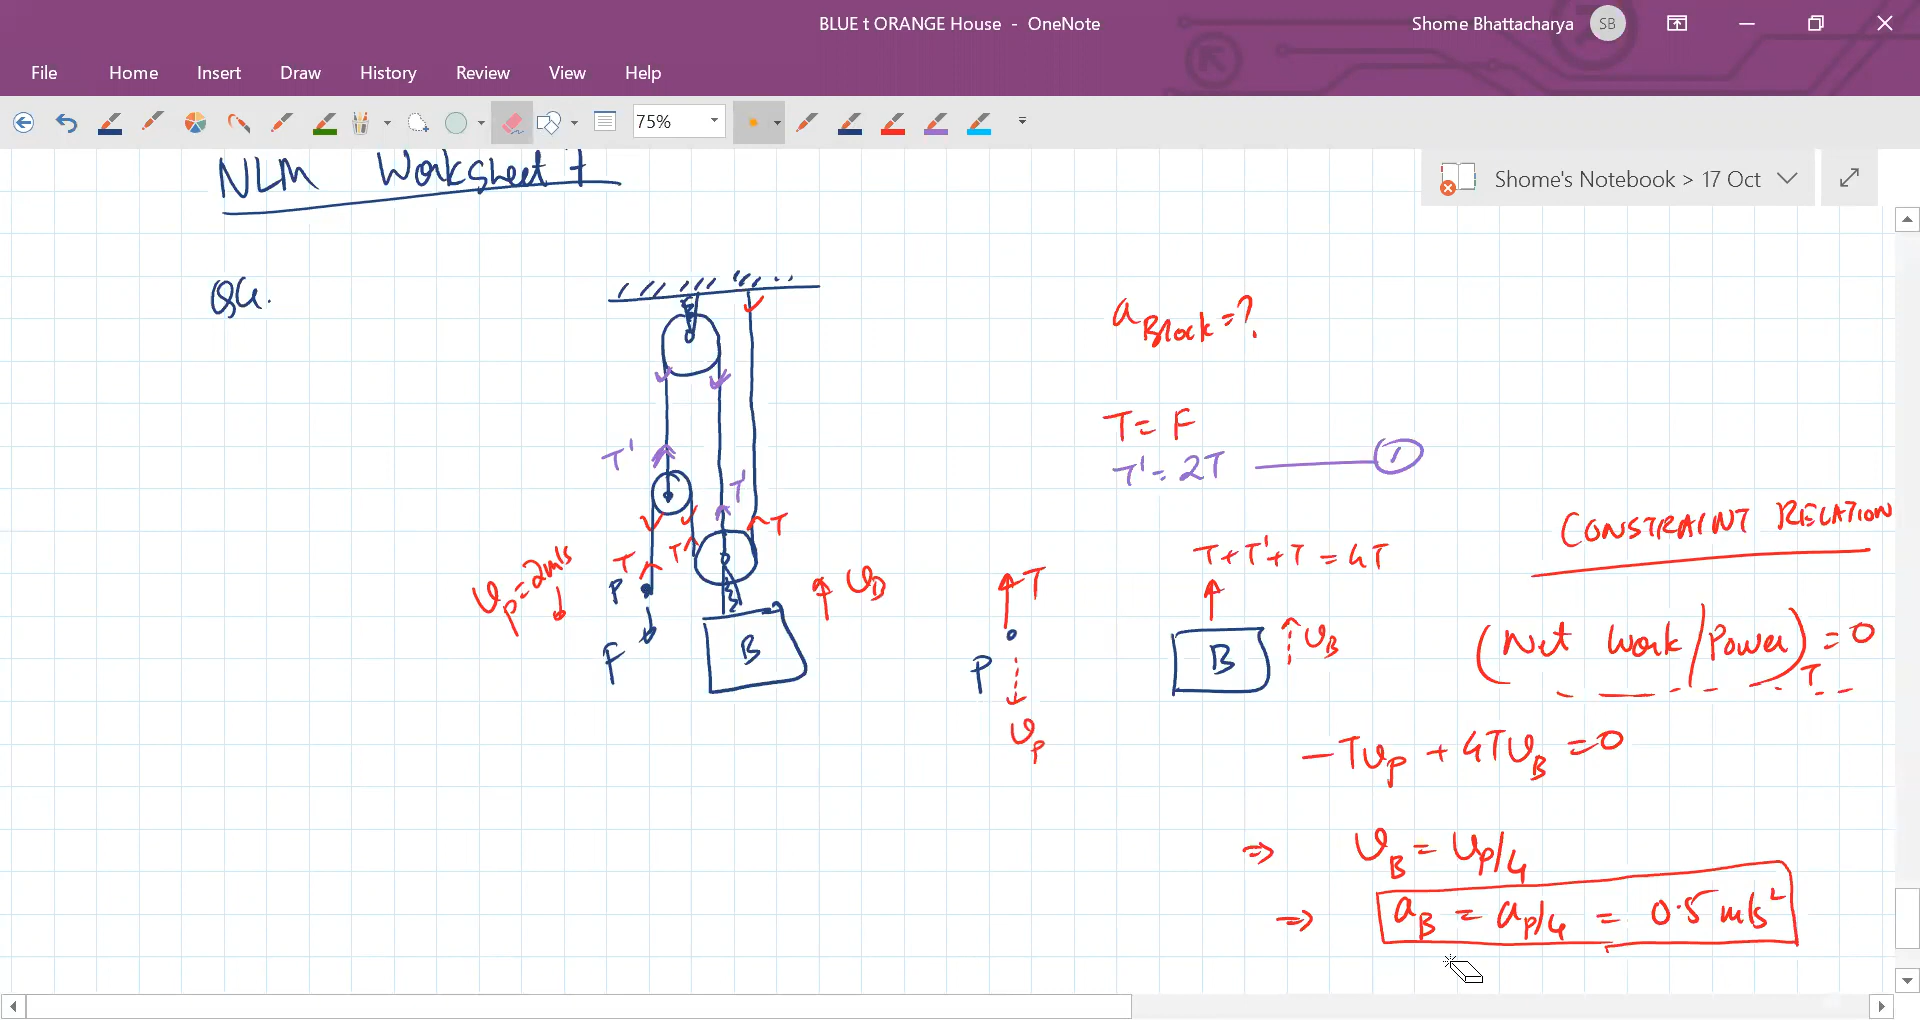 BLUE t ORANGE House - OneNote
Shome Bhattacharya
SB
File Home Insert Draw History Review View Help
75%
Shome's Notebook > 17 Oct
NLM Worksheet 7
Q4.
a Block = ?
T = F
T' = 2T ——— 1
CONSTRAINT RELATION
T'
T'
T
T T
T + T' + T = 4T
v_P = 2m/s
P
v_B
T
F
B
P
B
v_B
(Net Work/Power)_T = 0
v_P
-Tv_P + 4Tv_B = 0
⇒ v_B = v_P/4
⇒ a_B = a_P/4 = 0.5 m/s²